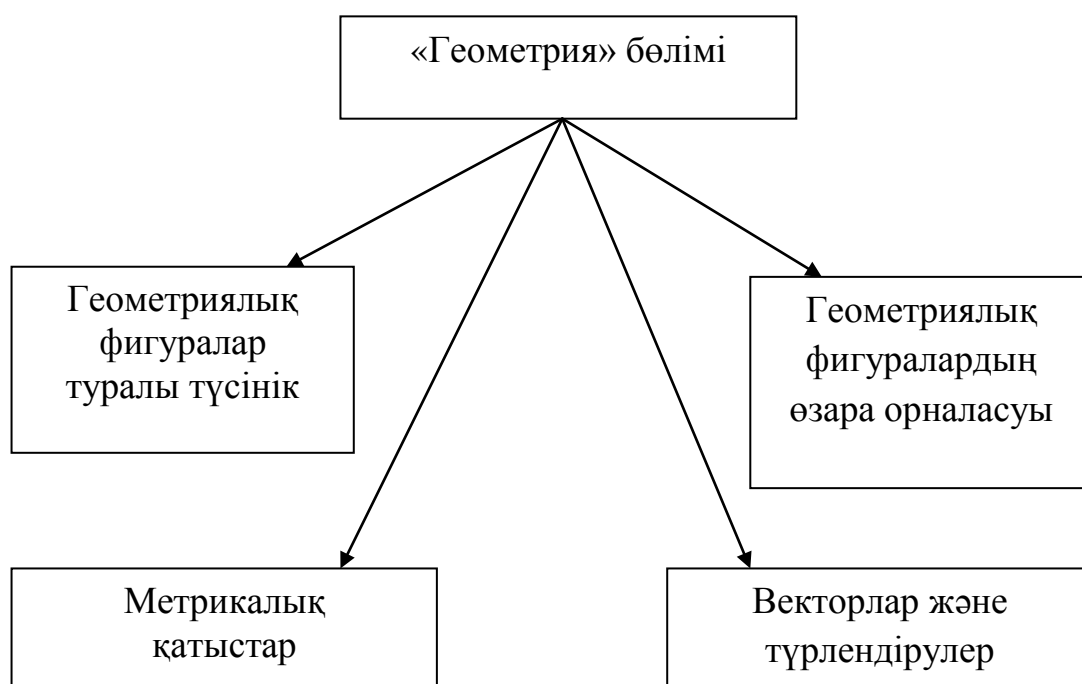 «Геометрия» бөлімі
Геометриялық
фигуралар
туралы түсінік
Геометриялық
фигуралардың
өзара орналасуы
Метрикалық
қатыстар
Векторлар және
түрлендірулер